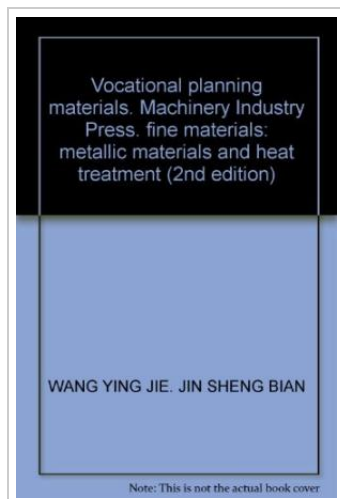 Vocational planning
materials. Machinery Industry
Press. fine materials:
metallic materials and heat
treatment (2nd edition)
WANG YING JIE. JIN SHENG BIAN
Note: This is not the actual book cover